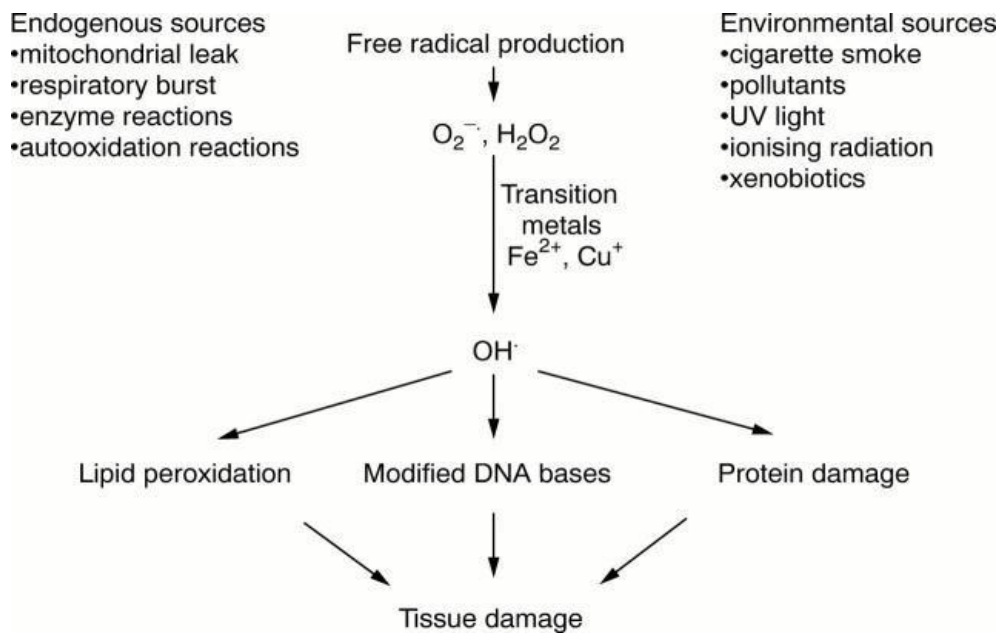 Endogenous sources
•mitochondrial leak
•respiratory burst
•enzyme reactions
•autooxidation reactions
Free radical production
Environmental sources
•cigarette smoke
•pollutants
•UV light
•ionising radiation
•xenobiotics
O₂⁻·, H₂O₂
Transition
metals
Fe²⁺, Cu⁺
OH·
Lipid peroxidation
Modified DNA bases
Protein damage
Tissue damage